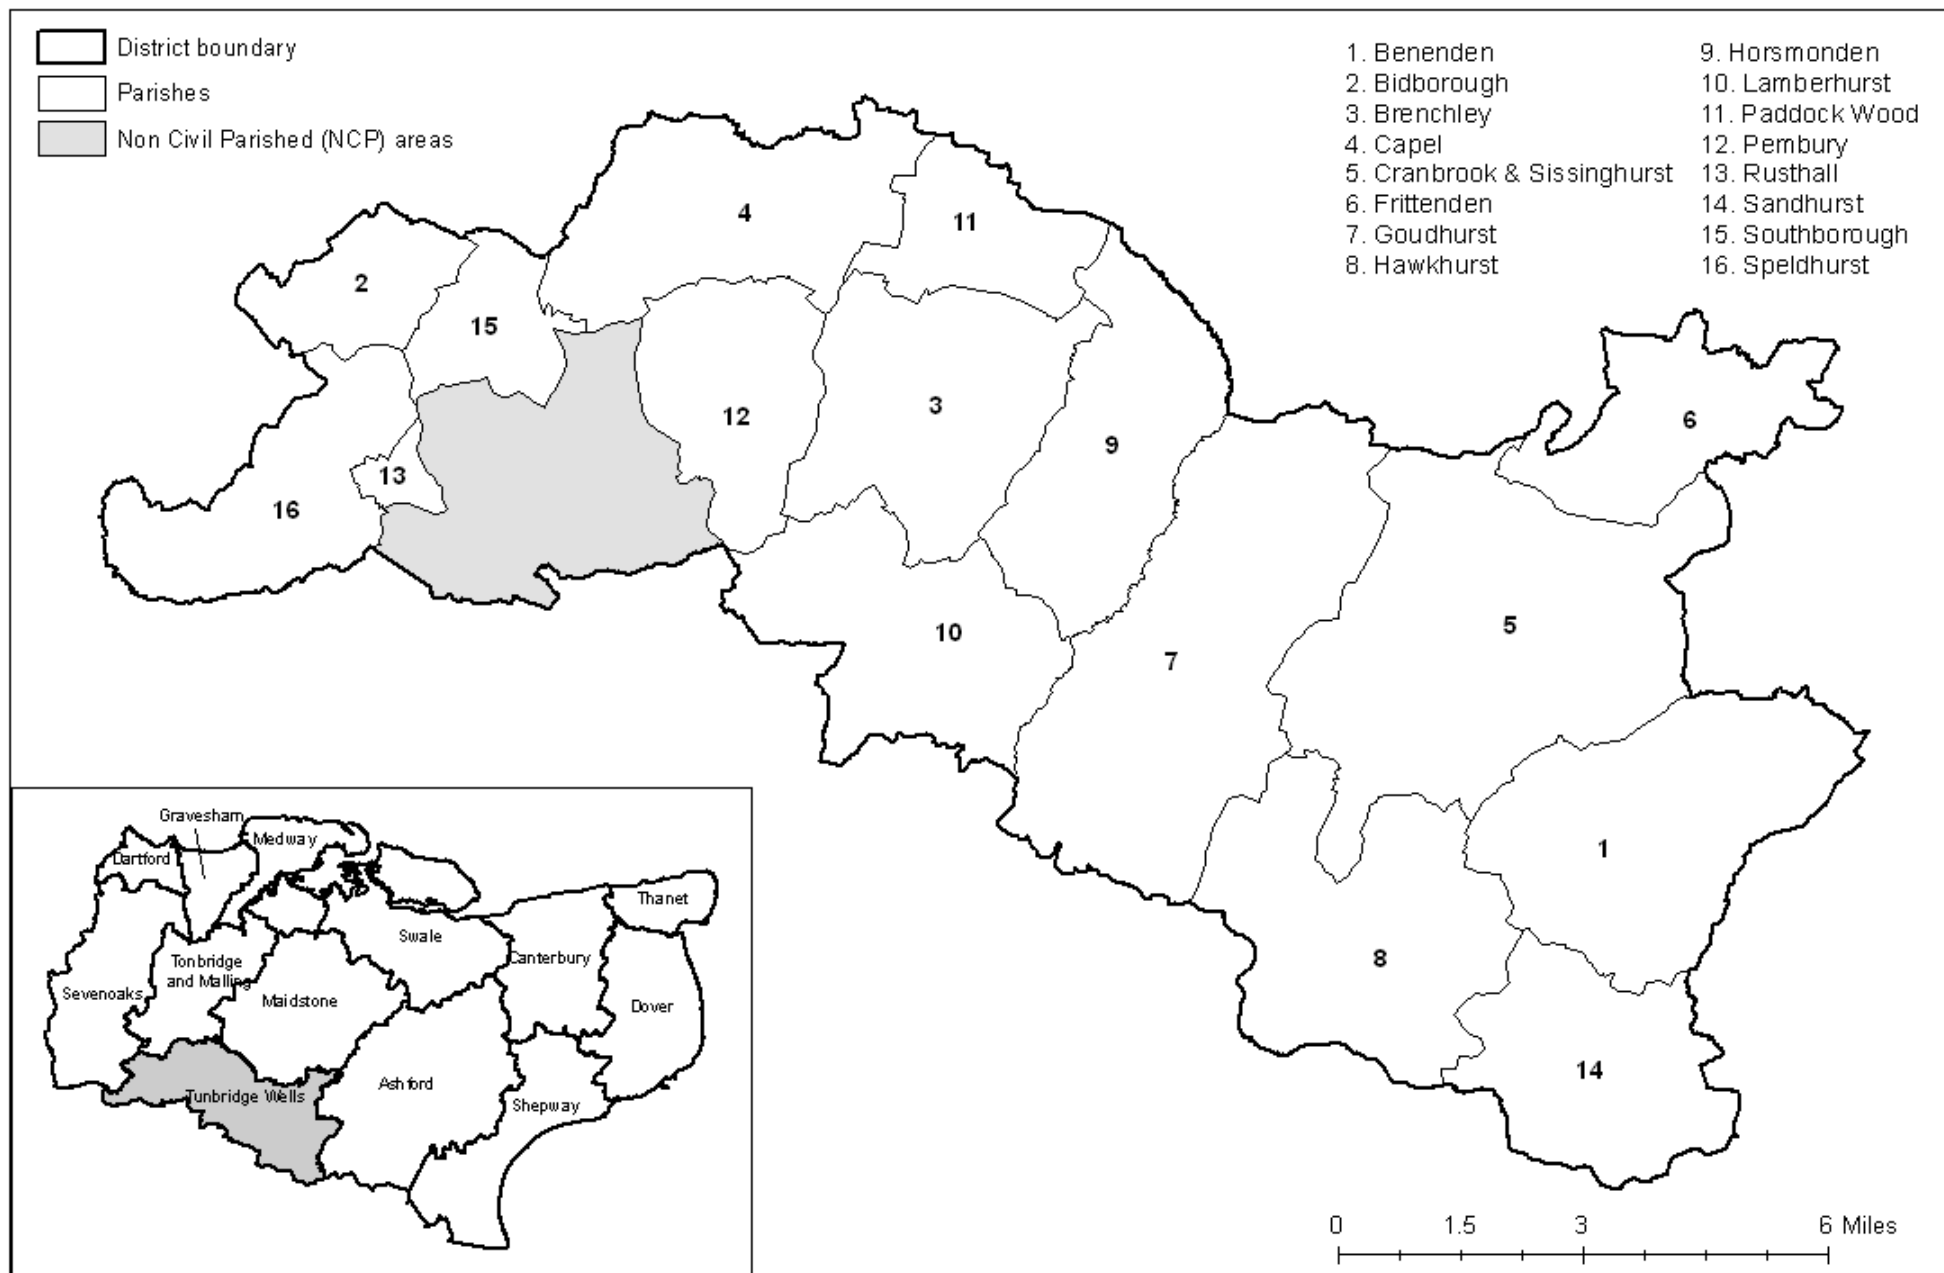 District boundary
Parishes
Non Civil Parished (NCP) areas
1. Benenden
2. Bidborough
3. Brenchley
4. Capel
5. Cranbrook & Sissinghurst
6. Frittenden
7. Goudhurst
8. Hawkhurst
9. Horsmonden
10. Lamberhurst
11. Paddock Wood
12. Pembury
13. Rusthall
14. Sandhurst
15. Southborough
16. Speldhurst
4
11
2
15
6
3
12
9
13
16
5
10
7
1
8
14
Gravesham
Medway
Dartford
Thanet
Swale
Canterbury
Tonbridge
and Malling
Sevenoaks
Maidstone
Dover
Ashford
Tunbridge Wells
Shepway
0 1.5 3 6 Miles